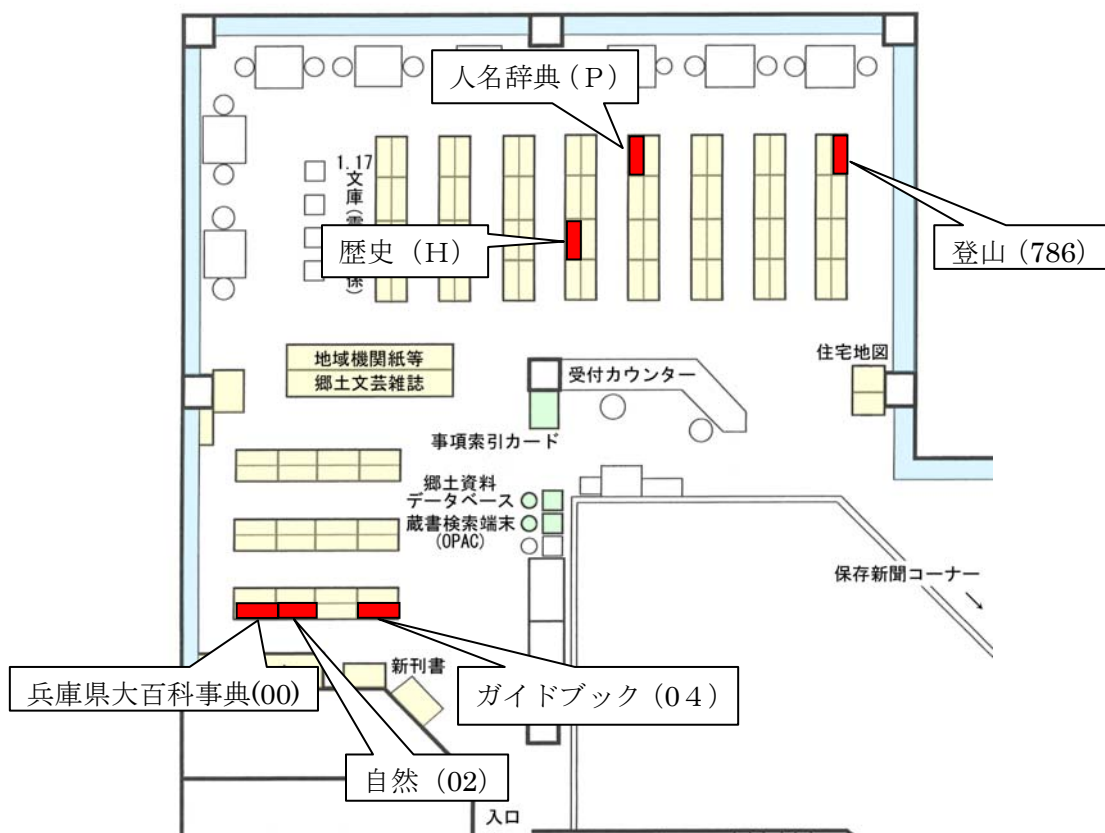 人名辞典(P)
1.17
文
庫
(
歴史(H)
係
)
登山(786)
住宅地図
地域機関紙等
郷土文芸雑誌
受付カウンター
事項索引カード
郷土資料
データベース
蔵書検索端末
(OPAC)
保存新聞コーナー
新刊書
兵庫県大百科事典(00)
ガイドブック(04)
自然(02)
入口